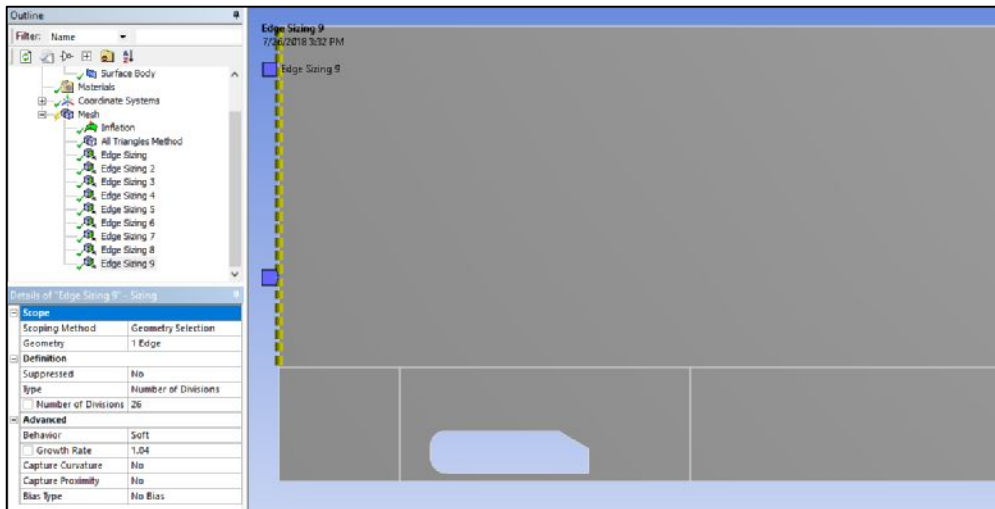 Outline
Filter: Name
Surface Body
Materials
Coordinate Systems
Mesh
Inflation
All Triangles Method
Edge Sizing
Edge Sizing 2
Edge Sizing 3
Edge Sizing 4
Edge Sizing 5
Edge Sizing 6
Edge Sizing 7
Edge Sizing 8
Edge Sizing 9
Details of "Edge Sizing 9" - Sizing
Scope
Scoping Method Geometry Selection
Geometry 1 Edge
Definition
Suppressed No
Type Number of Divisions
Number of Divisions 26
Advanced
Behavior Soft
Growth Rate 1.04
Capture Curvature No
Capture Proximity No
Bias Type No Bias
Edge Sizing 9
7/26/2018 3:32 PM
Edge Sizing 9